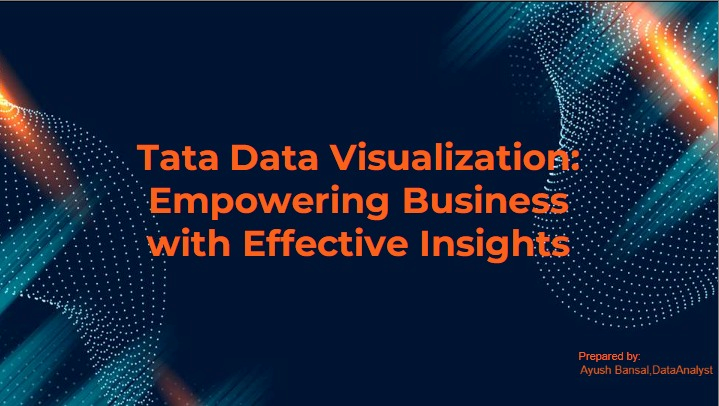 Tata Data Visualization:
Empowering Business
with Effective Insights
Prepared by:
Ayush Bansal,DataAnalyst